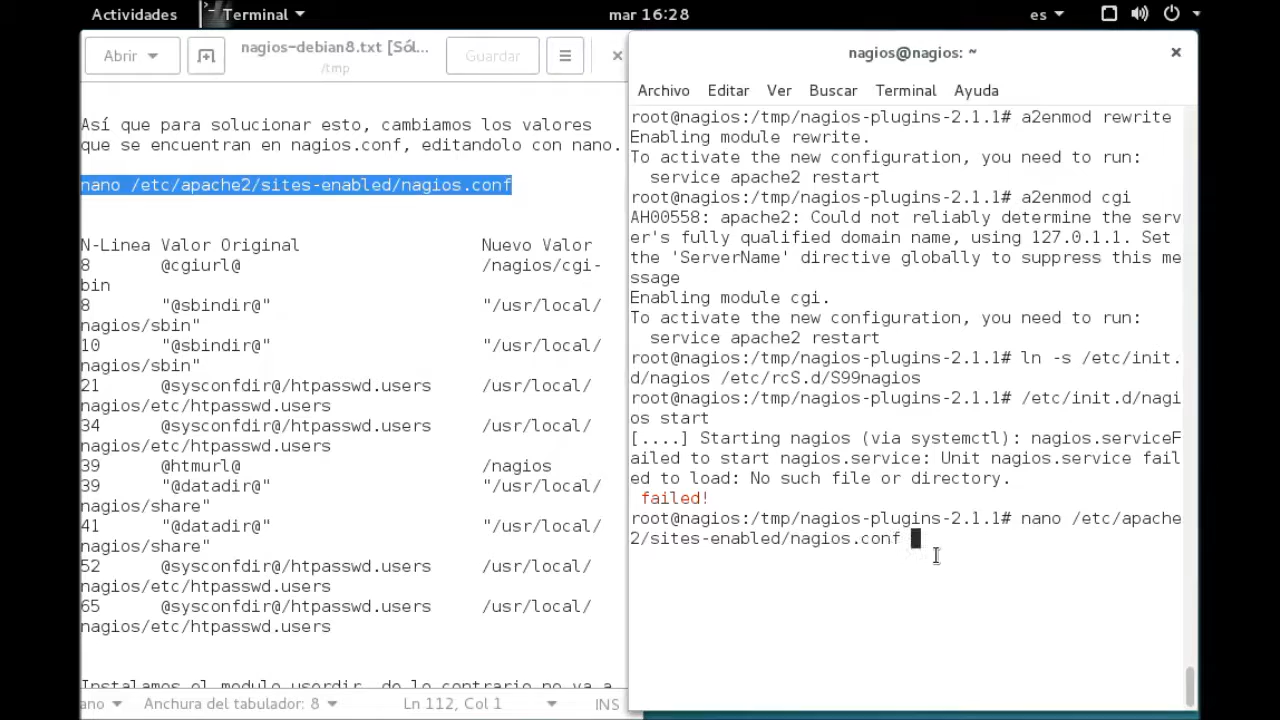 Actividades
Terminal
mar 16:28
es
Abrir
nagios-debian8.txt [Sól...
/tmp
Guardar
Así que para solucionar esto, cambiamos los valores
que se encuentran en nagios.conf, editandolo con nano.
nano /etc/apache2/sites-enabled/nagios.conf
N-Linea Valor Original Nuevo Valor
8 @cgiurl@ /nagios/cgi-
bin
8 "@sbindir@" "/usr/local/
nagios/sbin"
10 "@sbindir@" "/usr/local/
nagios/sbin"
21 @sysconfdir@/htpasswd.users /usr/local/
nagios/etc/htpasswd.users
34 @sysconfdir@/htpasswd.users /usr/local/
nagios/etc/htpasswd.users
39 @htmurl@ /nagios
39 "@datadir@" "/usr/local/
nagios/share"
41 "@datadir@" "/usr/local/
nagios/share"
52 @sysconfdir@/htpasswd.users /usr/local/
nagios/etc/htpasswd.users
65 @sysconfdir@/htpasswd.users /usr/local/
nagios/etc/htpasswd.users
Instalamos el modulo userdir, de lo contrario no va a
ano
Anchura del tabulador: 8
Ln 112, Col 1
INS
nagios@nagios: ~
Archivo Editar Ver Buscar Terminal Ayuda
root@nagios:/tmp/nagios-plugins-2.1.1# a2enmod rewrite
Enabling module rewrite.
To activate the new configuration, you need to run:
service apache2 restart
root@nagios:/tmp/nagios-plugins-2.1.1# a2enmod cgi
AH00558: apache2: Could not reliably determine the serv
er's fully qualified domain name, using 127.0.1.1. Set
the 'ServerName' directive globally to suppress this me
ssage
Enabling module cgi.
To activate the new configuration, you need to run:
service apache2 restart
root@nagios:/tmp/nagios-plugins-2.1.1# ln -s /etc/init.
d/nagios /etc/rcS.d/S99nagios
root@nagios:/tmp/nagios-plugins-2.1.1# /etc/init.d/nagi
os start
[....] Starting nagios (via systemctl): nagios.serviceF
ailed to start nagios.service: Unit nagios.service fail
ed to load: No such file or directory.
failed!
root@nagios:/tmp/nagios-plugins-2.1.1# nano /etc/apache
2/sites-enabled/nagios.conf